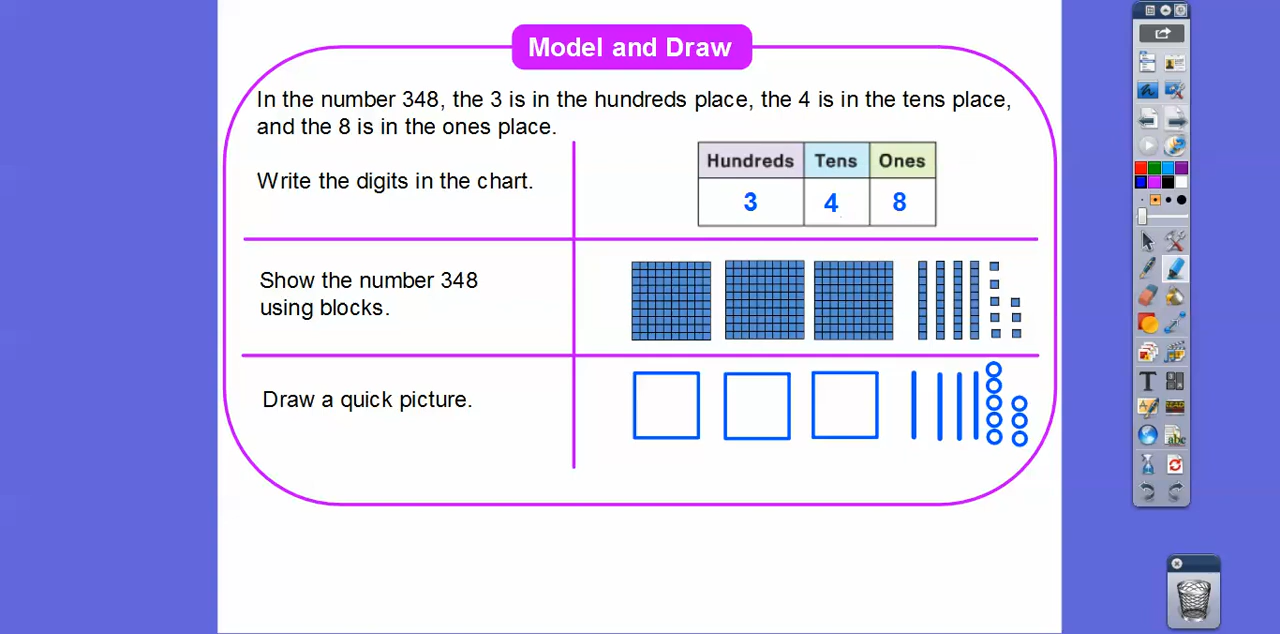 Model and Draw
In the number 348, the 3 is in the hundreds place, the 4 is in the tens place,
and the 8 is in the ones place.
Write the digits in the chart.
Hundreds Tens Ones
3 4 8
Show the number 348
using blocks.
Draw a quick picture.
T
abc